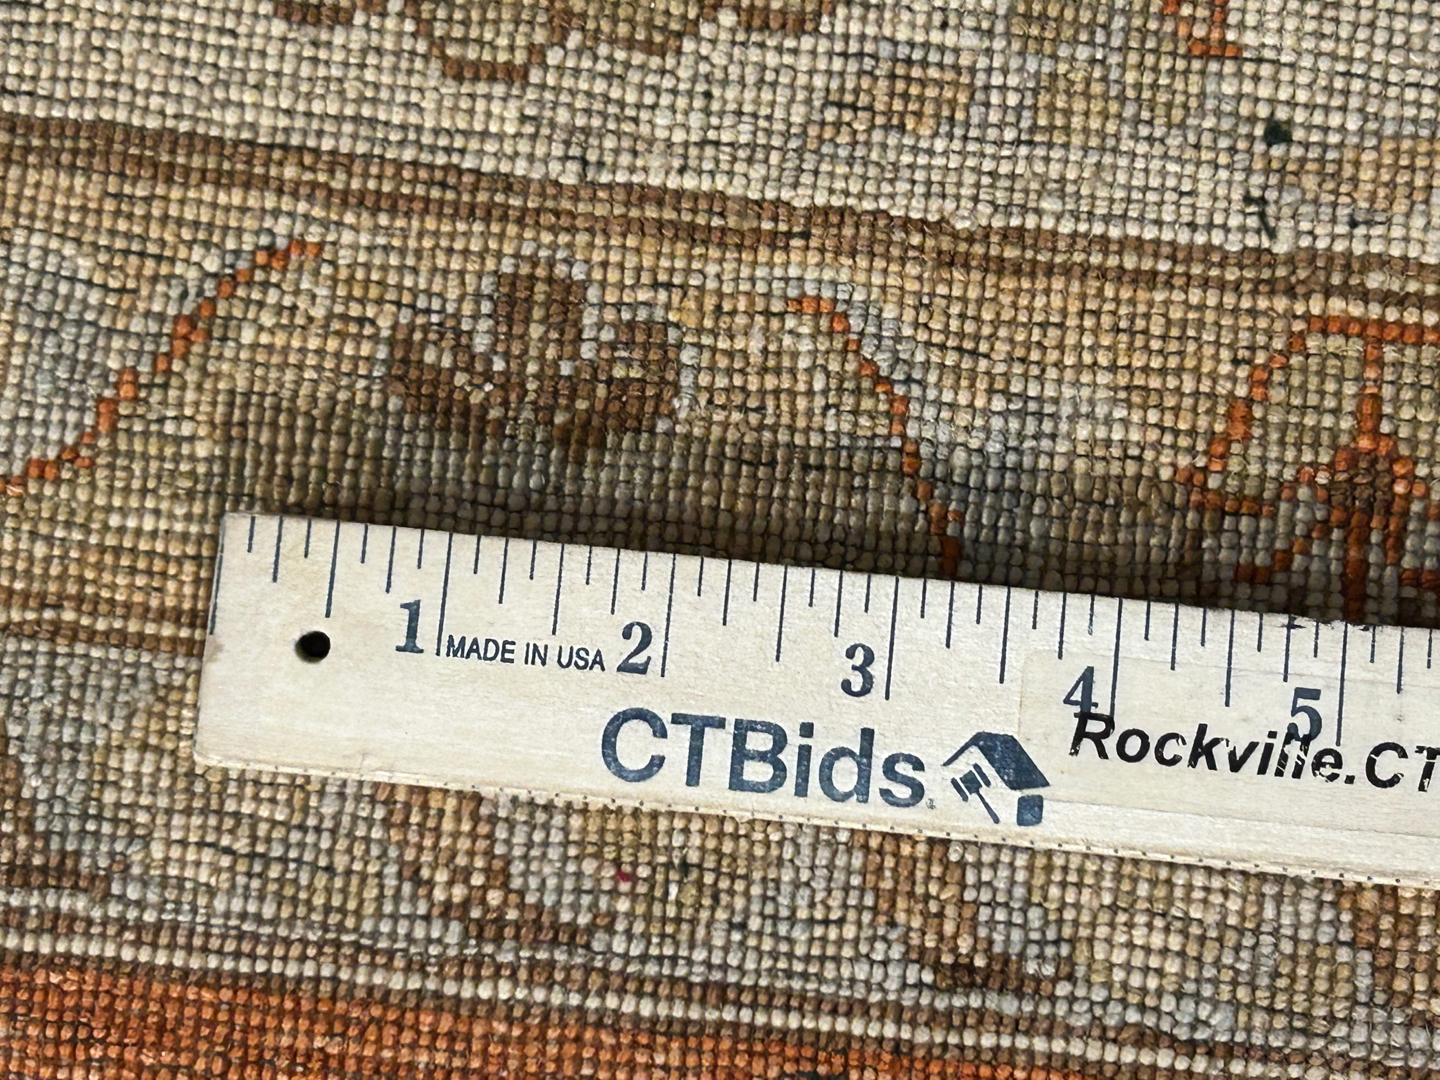 1 2 3 4 5
MADE IN USA
CTBids
Rockville.CT